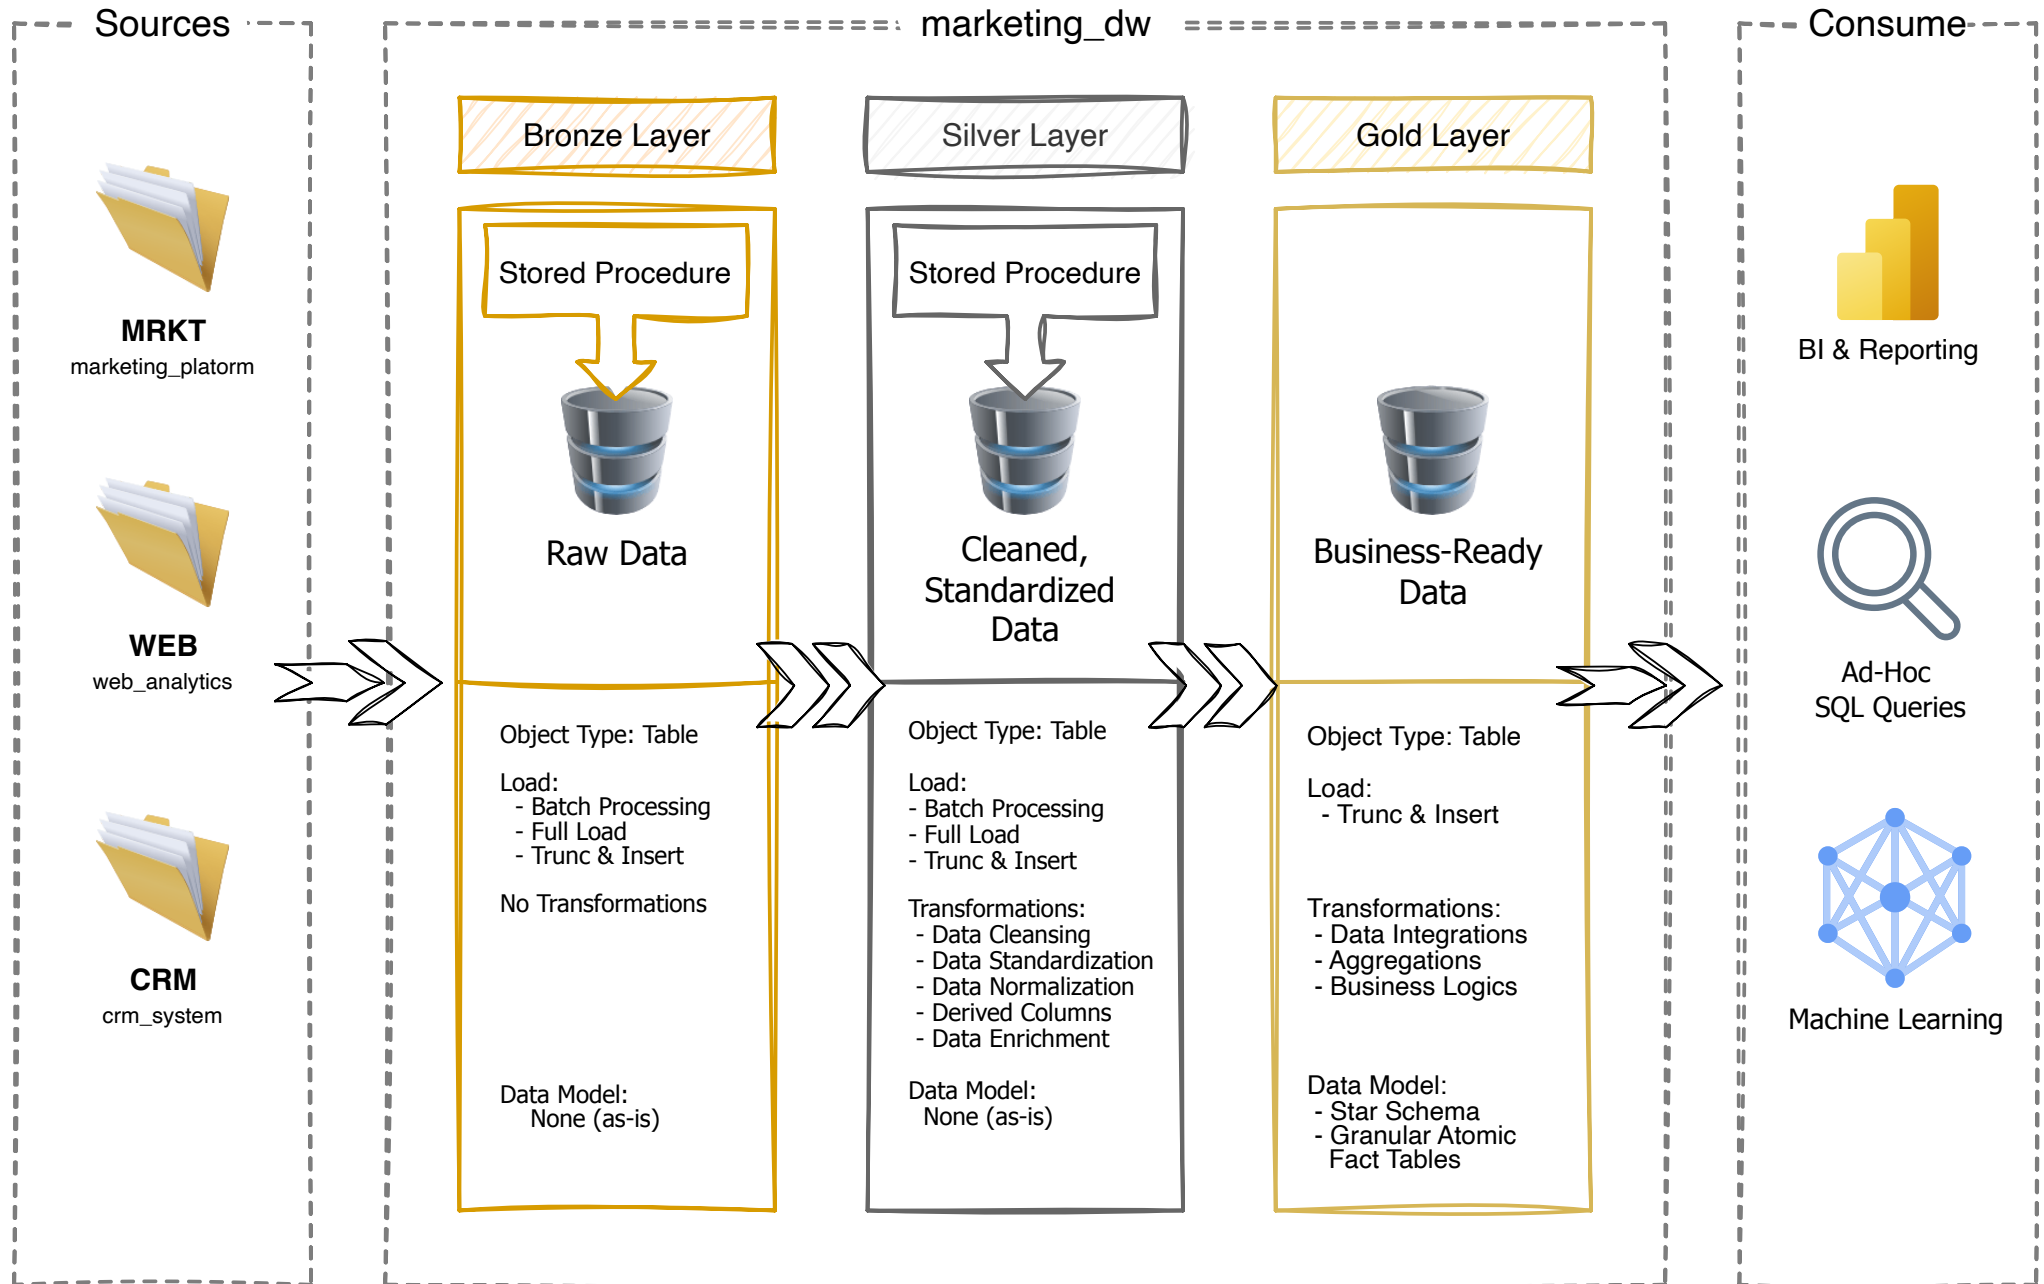 Sources
marketing_dw
Consume
MRKT
marketing_platorm
WEB
web_analytics
CRM
crm_system
Bronze Layer
Stored Procedure
Raw Data
Object Type: Table
Load:
- Batch Processing
- Full Load
- Trunc & Insert
No Transformations
Data Model:
None (as-is)
Silver Layer
Stored Procedure
Cleaned,
Standardized
Data
Object Type: Table
Load:
- Batch Processing
- Full Load
- Trunc & Insert
Transformations:
- Data Cleansing
- Data Standardization
- Data Normalization
- Derived Columns
- Data Enrichment
Data Model:
None (as-is)
Gold Layer
Business-Ready
Data
Object Type: Table
Load:
- Trunc & Insert
Transformations:
- Data Integrations
- Aggregations
- Business Logics
Data Model:
- Star Schema
- Granular Atomic
Fact Tables
BI & Reporting
Ad-Hoc
SQL Queries
Machine Learning